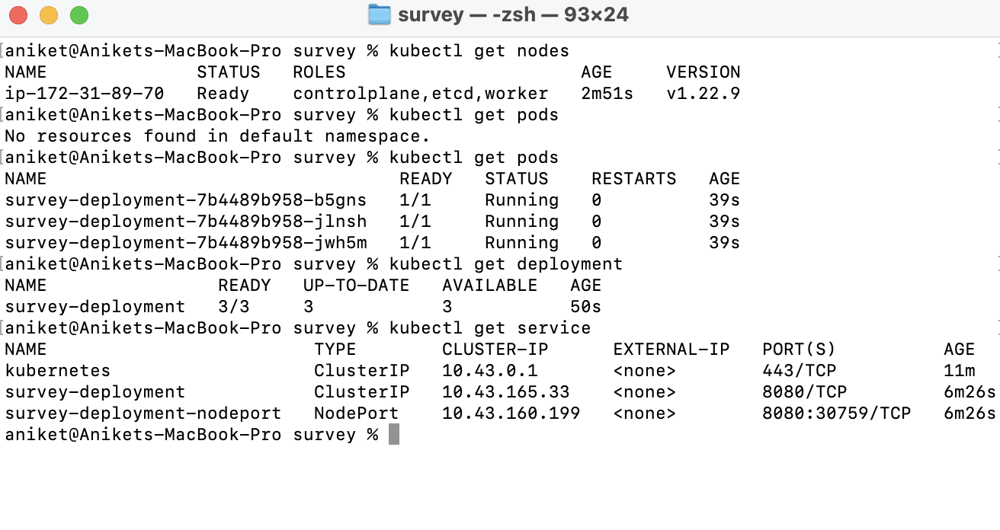 survey — -zsh — 93×24
aniket@Anikets-MacBook-Pro survey % kubectl get nodes
NAME              STATUS   ROLES                      AGE     VERSION
ip-172-31-89-70   Ready    controlplane,etcd,worker   2m51s   v1.22.9
aniket@Anikets-MacBook-Pro survey % kubectl get pods
No resources found in default namespace.
aniket@Anikets-MacBook-Pro survey % kubectl get pods
NAME                                 READY   STATUS    RESTARTS   AGE
survey-deployment-7b4489b958-b5gns   1/1     Running   0          39s
survey-deployment-7b4489b958-jlnsh   1/1     Running   0          39s
survey-deployment-7b4489b958-jwh5m   1/1     Running   0          39s
aniket@Anikets-MacBook-Pro survey % kubectl get deployment
NAME                READY   UP-TO-DATE   AVAILABLE   AGE
survey-deployment   3/3     3            3           50s
aniket@Anikets-MacBook-Pro survey % kubectl get service
NAME                         TYPE        CLUSTER-IP      EXTERNAL-IP   PORT(S)          AGE
kubernetes                   ClusterIP   10.43.0.1       <none>        443/TCP          11m
survey-deployment            ClusterIP   10.43.165.33    <none>        8080/TCP         6m26s
survey-deployment-nodeport   NodePort    10.43.160.199   <none>        8080:30759/TCP   6m26s
aniket@Anikets-MacBook-Pro survey %